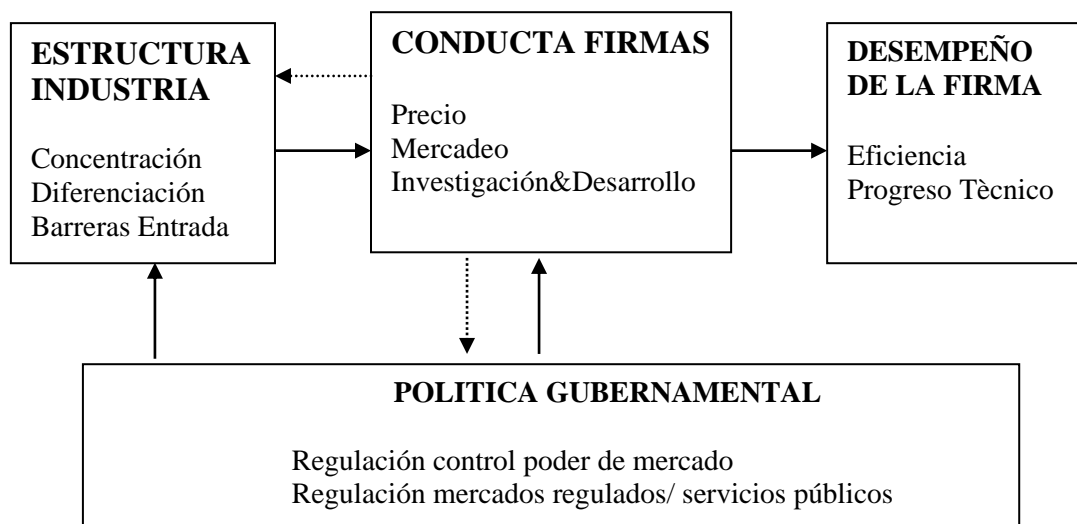 ESTRUCTURA
INDUSTRIA
Concentración
Diferenciación
Barreras Entrada
CONDUCTA FIRMAS
Precio
Mercadeo
Investigación&Desarrollo
DESEMPEÑO
DE LA FIRMA
Eficiencia
Progreso Tècnico
POLITICA GUBERNAMENTAL
Regulación control poder de mercado
Regulación mercados regulados/ servicios públicos